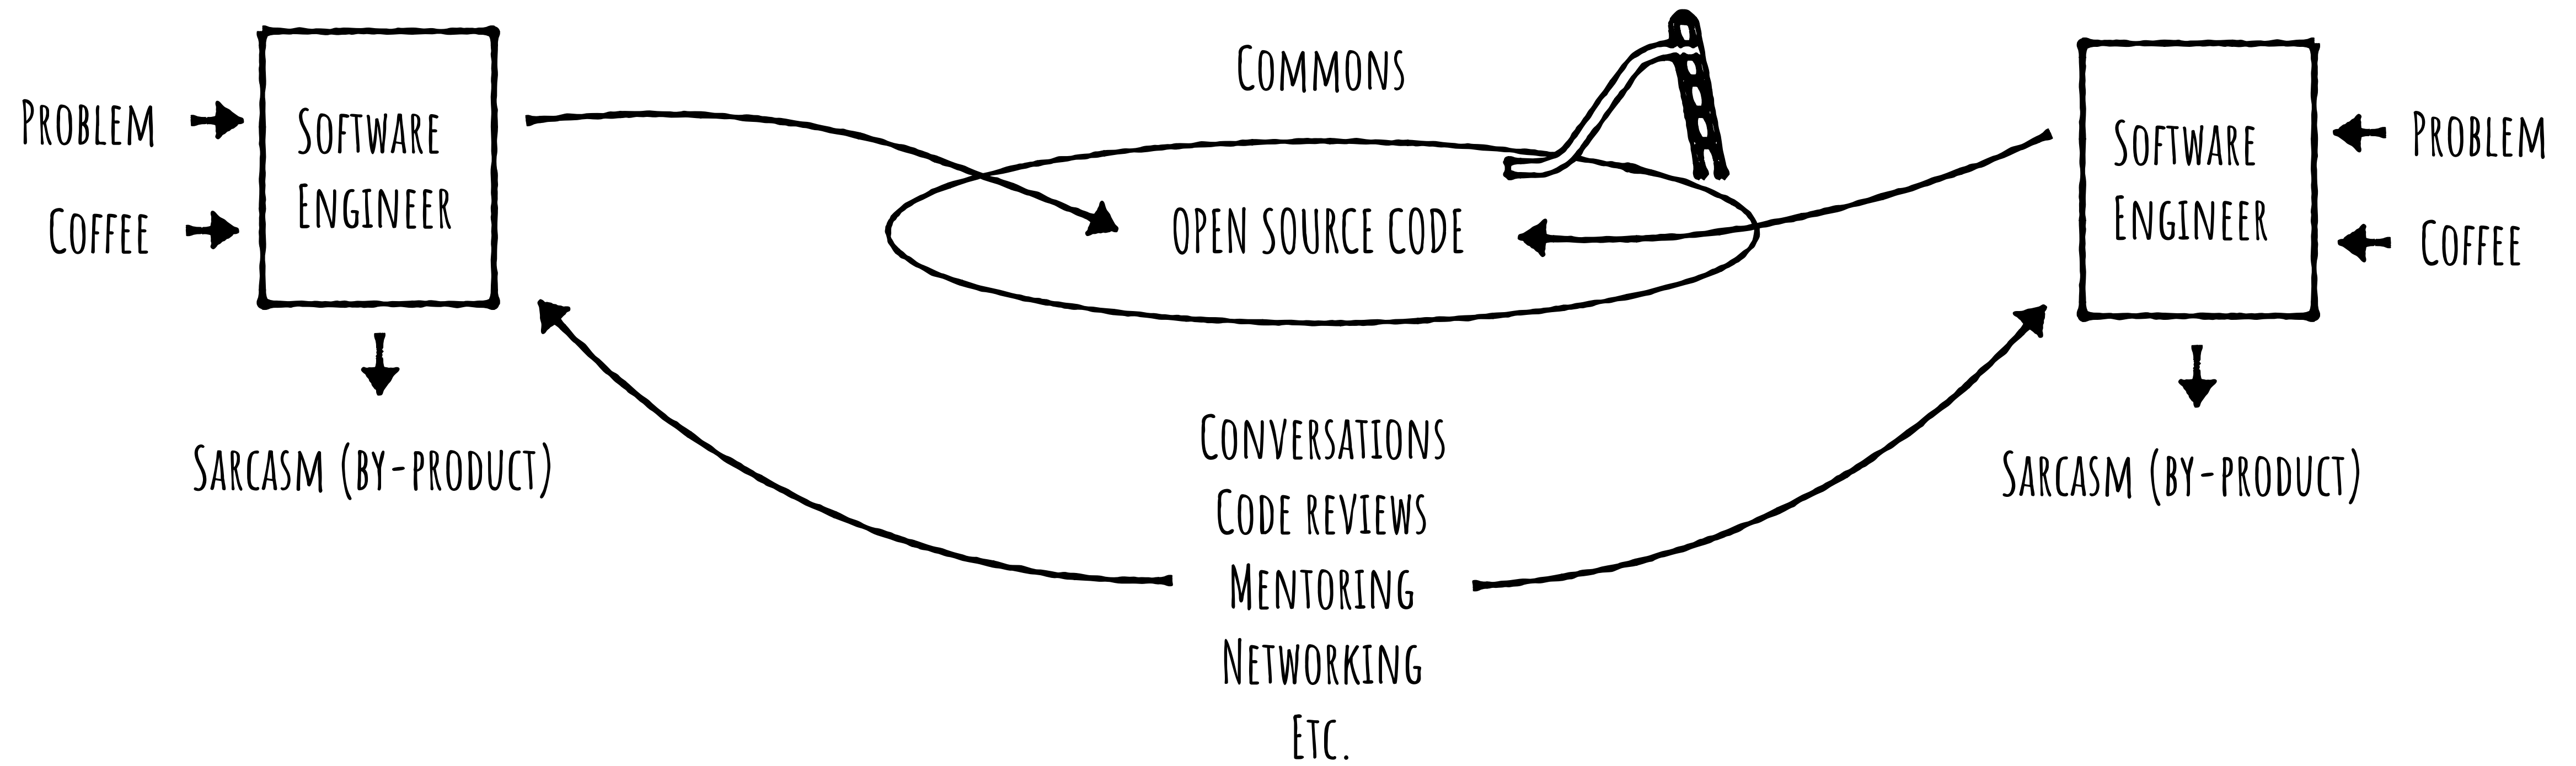 Problem
Coffee
Software
Engineer
Sarcasm (by-product)
Commons
open source code
Conversations
Code reviews
Mentoring
Networking
Etc.
Software
Engineer
Problem
Coffee
Sarcasm (by-product)